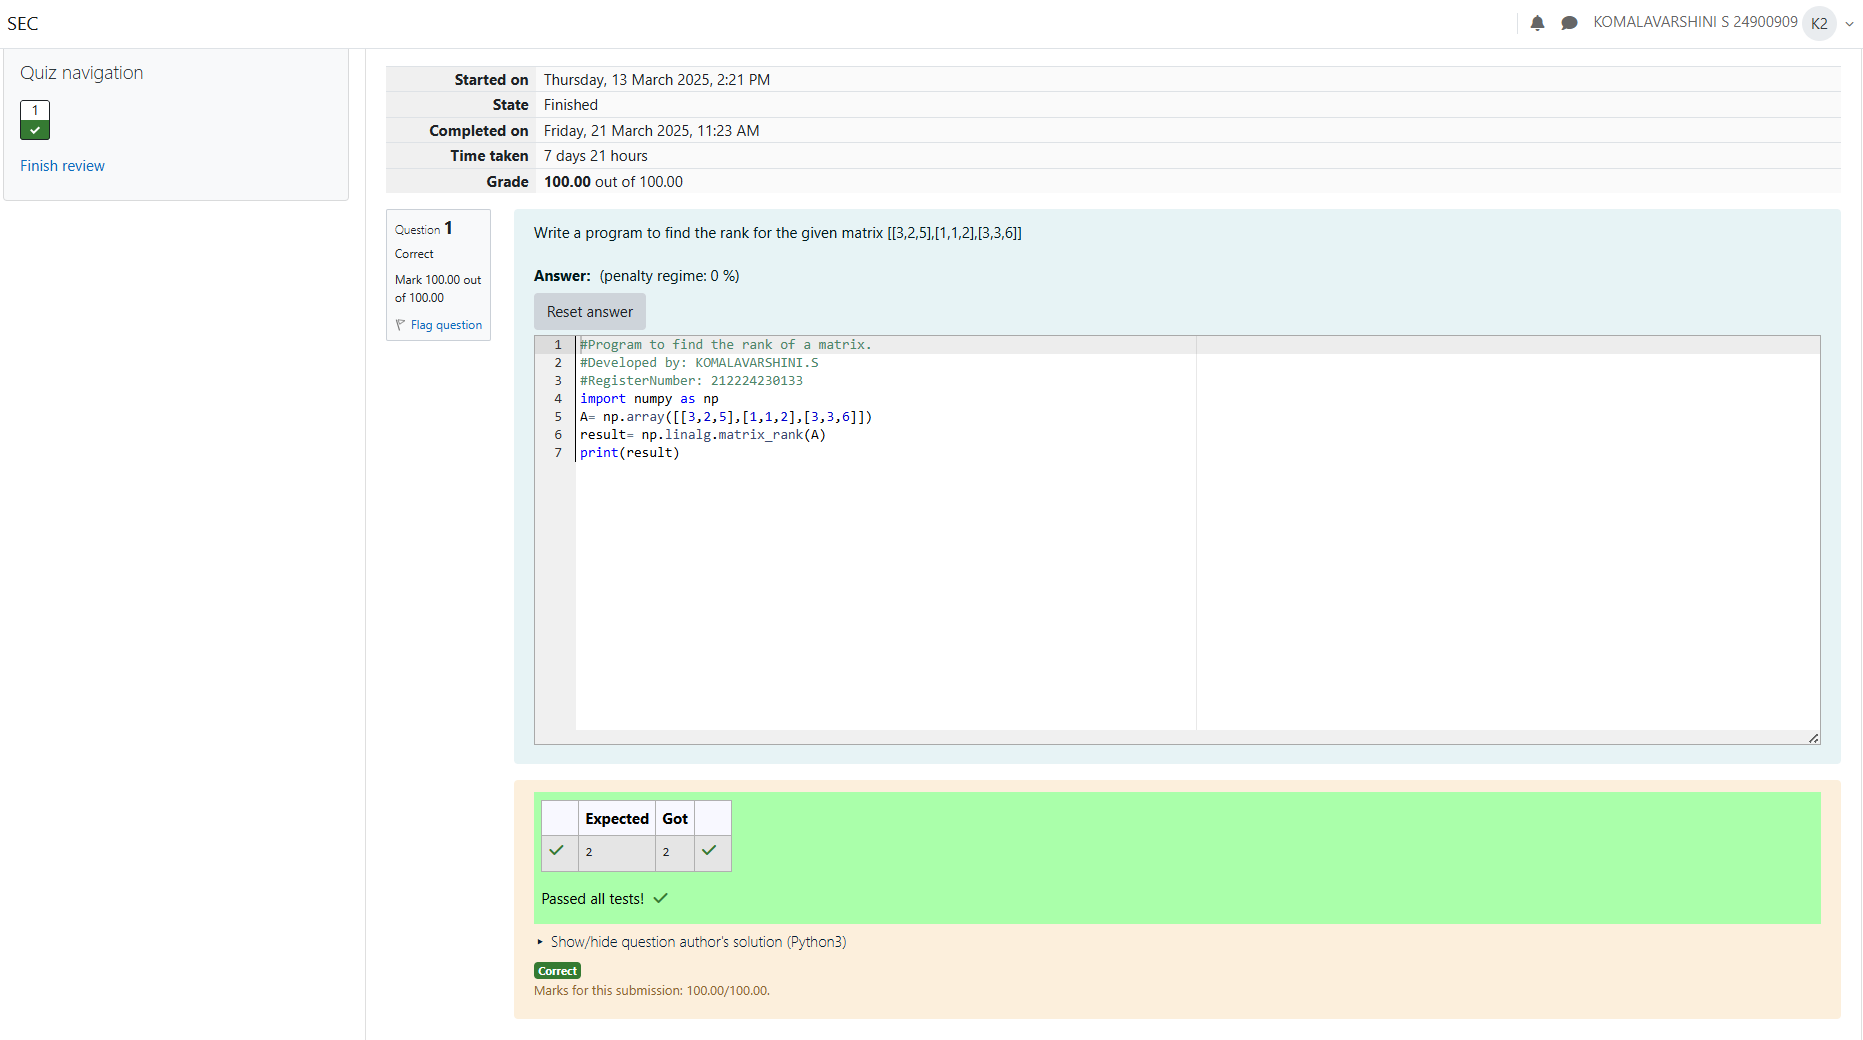 SEC
KOMALAVARSHINI S 24900909 K2
Quiz navigation
1
Finish review
Started on Thursday, 13 March 2025, 2:21 PM
State Finished
Completed on Friday, 21 March 2025, 11:23 AM
Time taken 7 days 21 hours
Grade 100.00 out of 100.00
Question 1
Correct
Mark 100.00 out
of 100.00
Flag question
Write a program to find the rank for the given matrix [[3,2,5],[1,1,2],[3,3,6]]
Answer: (penalty regime: 0 %)
Reset answer
1 #Program to find the rank of a matrix.
2 #Developed by: KOMALAVARSHINI.S
3 #RegisterNumber: 212224230133
4 import numpy as np
5 A= np.array([[3,2,5],[1,1,2],[3,3,6]])
6 result= np.linalg.matrix_rank(A)
7 print(result)
Expected Got
2 2
Passed all tests!
Show/hide question author's solution (Python3)
Correct
Marks for this submission: 100.00/100.00.